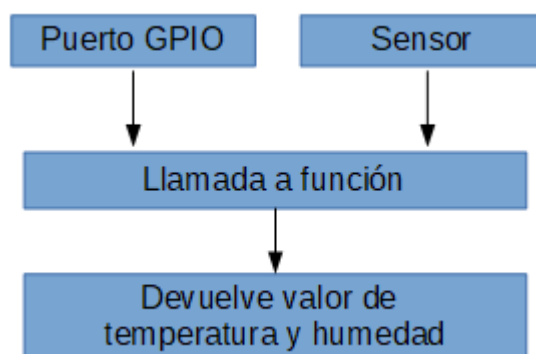 Puerto GPIO
Sensor
Llamada a función
Devuelve valor de
temperatura y humedad